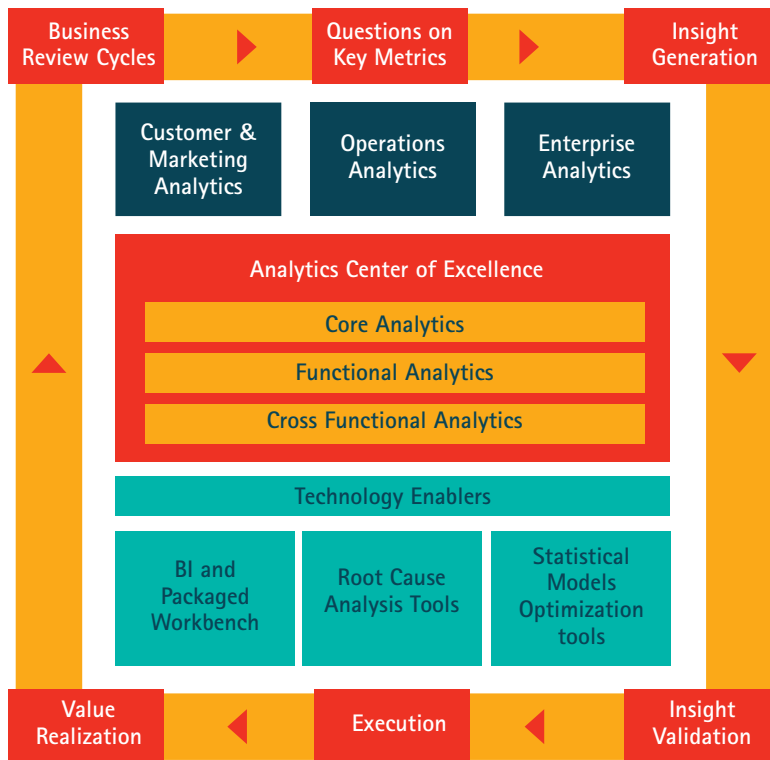 Business
Review Cycles
Questions on
Key Metrics
Insight
Generation
Customer &
Marketing
Analytics
Operations
Analytics
Enterprise
Analytics
Analytics Center of Excellence
Core Analytics
Functional Analytics
Cross Functional Analytics
Technology Enablers
BI and
Packaged
Workbench
Root Cause
Analysis Tools
Statistical
Models
Optimization
tools
Value
Realization
Execution
Insight
Validation